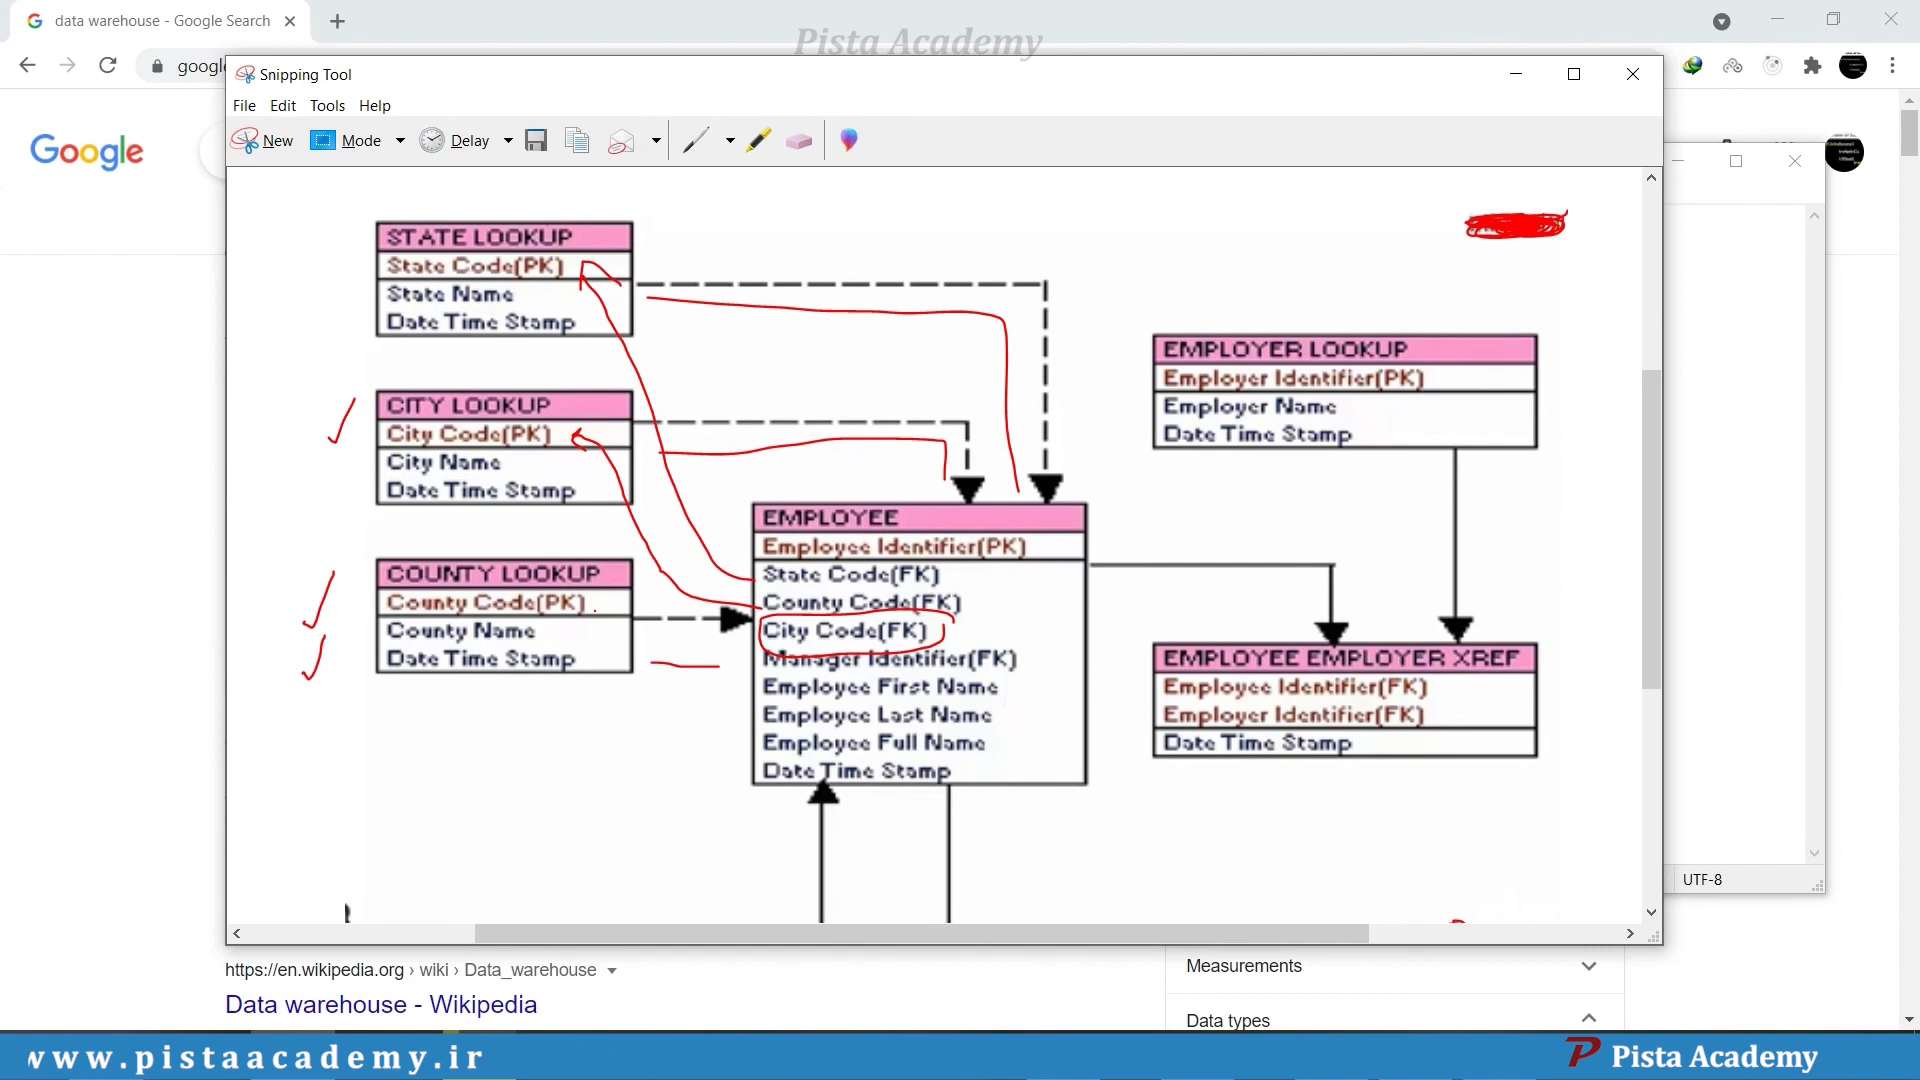 data warehouse - Google Search
Pista Academy
google
Snipping Tool
File Edit Tools Help
New Mode Delay
Google
STATE LOOKUP
State Code(PK)
State Name
Date Time Stamp
CITY LOOKUP
City Code(PK)
City Name
Date Time Stamp
COUNTY LOOKUP
County Code(PK)
County Name
Date Time Stamp
EMPLOYEE
Employee Identifier(PK)
State Code(FK)
County Code(FK)
City Code(FK)
Manager Identifier(FK)
Employee First Name
Employee Last Name
Employee Full Name
Date Time Stamp
EMPLOYER LOOKUP
Employer Identifier(PK)
Employer Name
Date Time Stamp
EMPLOYEE EMPLOYER XREF
Employee Identifier(FK)
Employer Identifier(FK)
Date Time Stamp
UTF-8
https://en.wikipedia.org › wiki › Data_warehouse
Data warehouse - Wikipedia
Measurements
Data types
www.pistaacademy.ir
Pista Academy